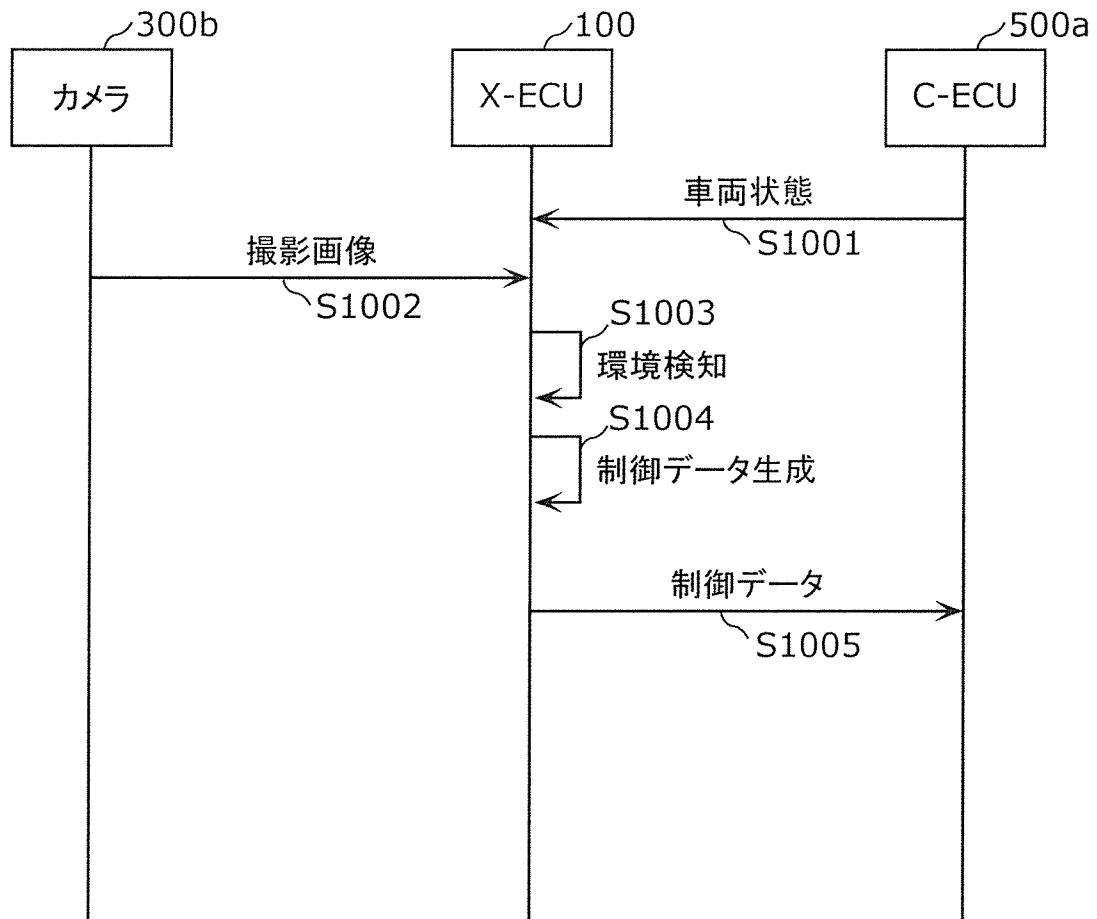 300b
100
500a
カメラ
X-ECU
C-ECU
車両状態
S1001
撮影画像
S1002
S1003
環境検知
S1004
制御データ生成
制御データ
S1005